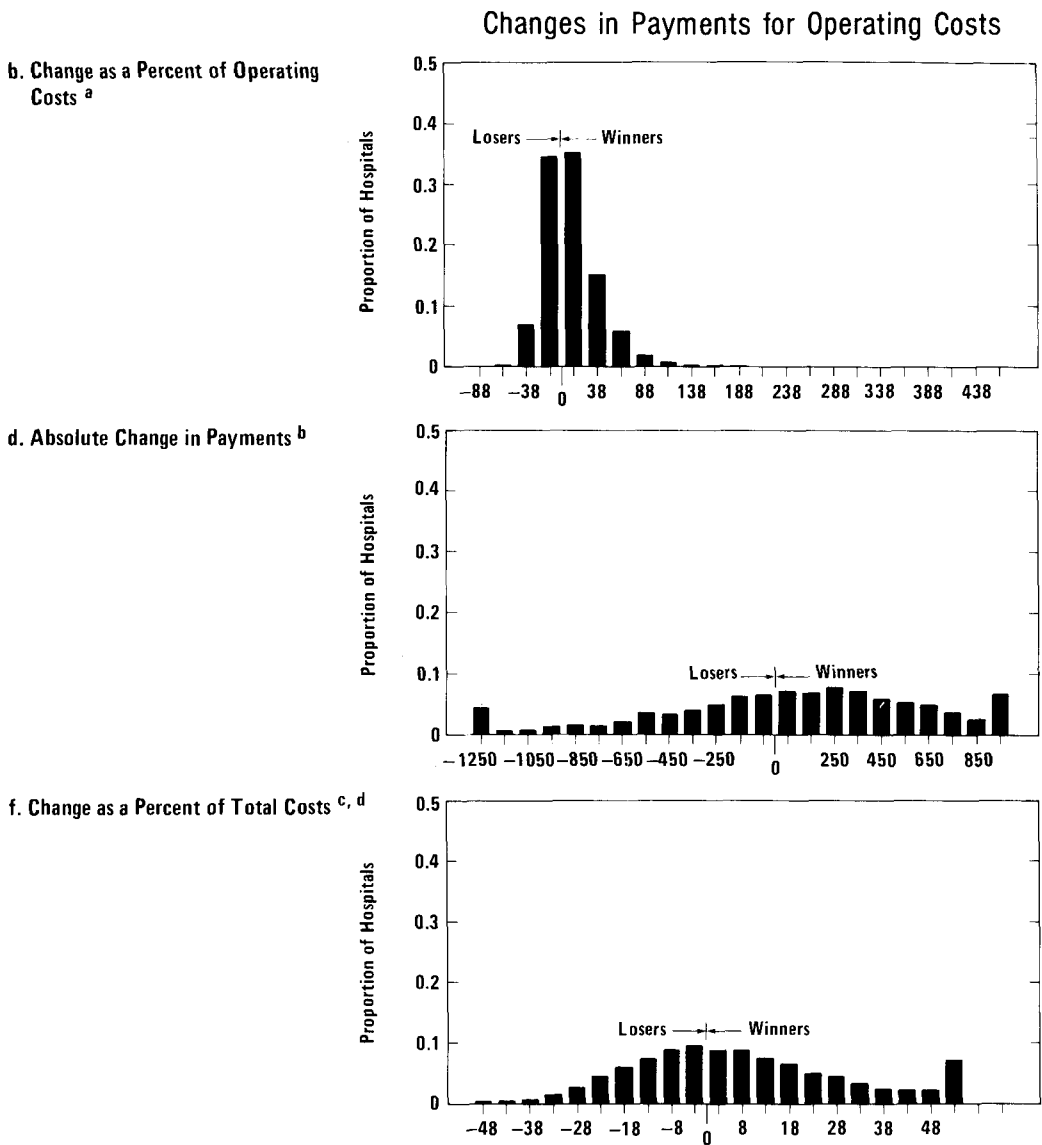 Changes in Payments for Operating Costs
b. Change as a Percent of Operating
Costs a
Proportion of Hospitals
0.5
0.4
0.3
0.2
0.1
0
Losers
Winners
−88 −38 0 38 88 138 188 238 288 338 388 438
d. Absolute Change in Payments b
Proportion of Hospitals
0.5
0.4
0.3
0.2
0.1
0
Losers
Winners
−1250 −1050 −850 −650 −450 −250 0 250 450 650 850
f. Change as a Percent of Total Costs c, d
Proportion of Hospitals
0.5
0.4
0.3
0.2
0.1
0
Losers
Winners
−48 −38 −28 −18 −8 0 8 18 28 38 48